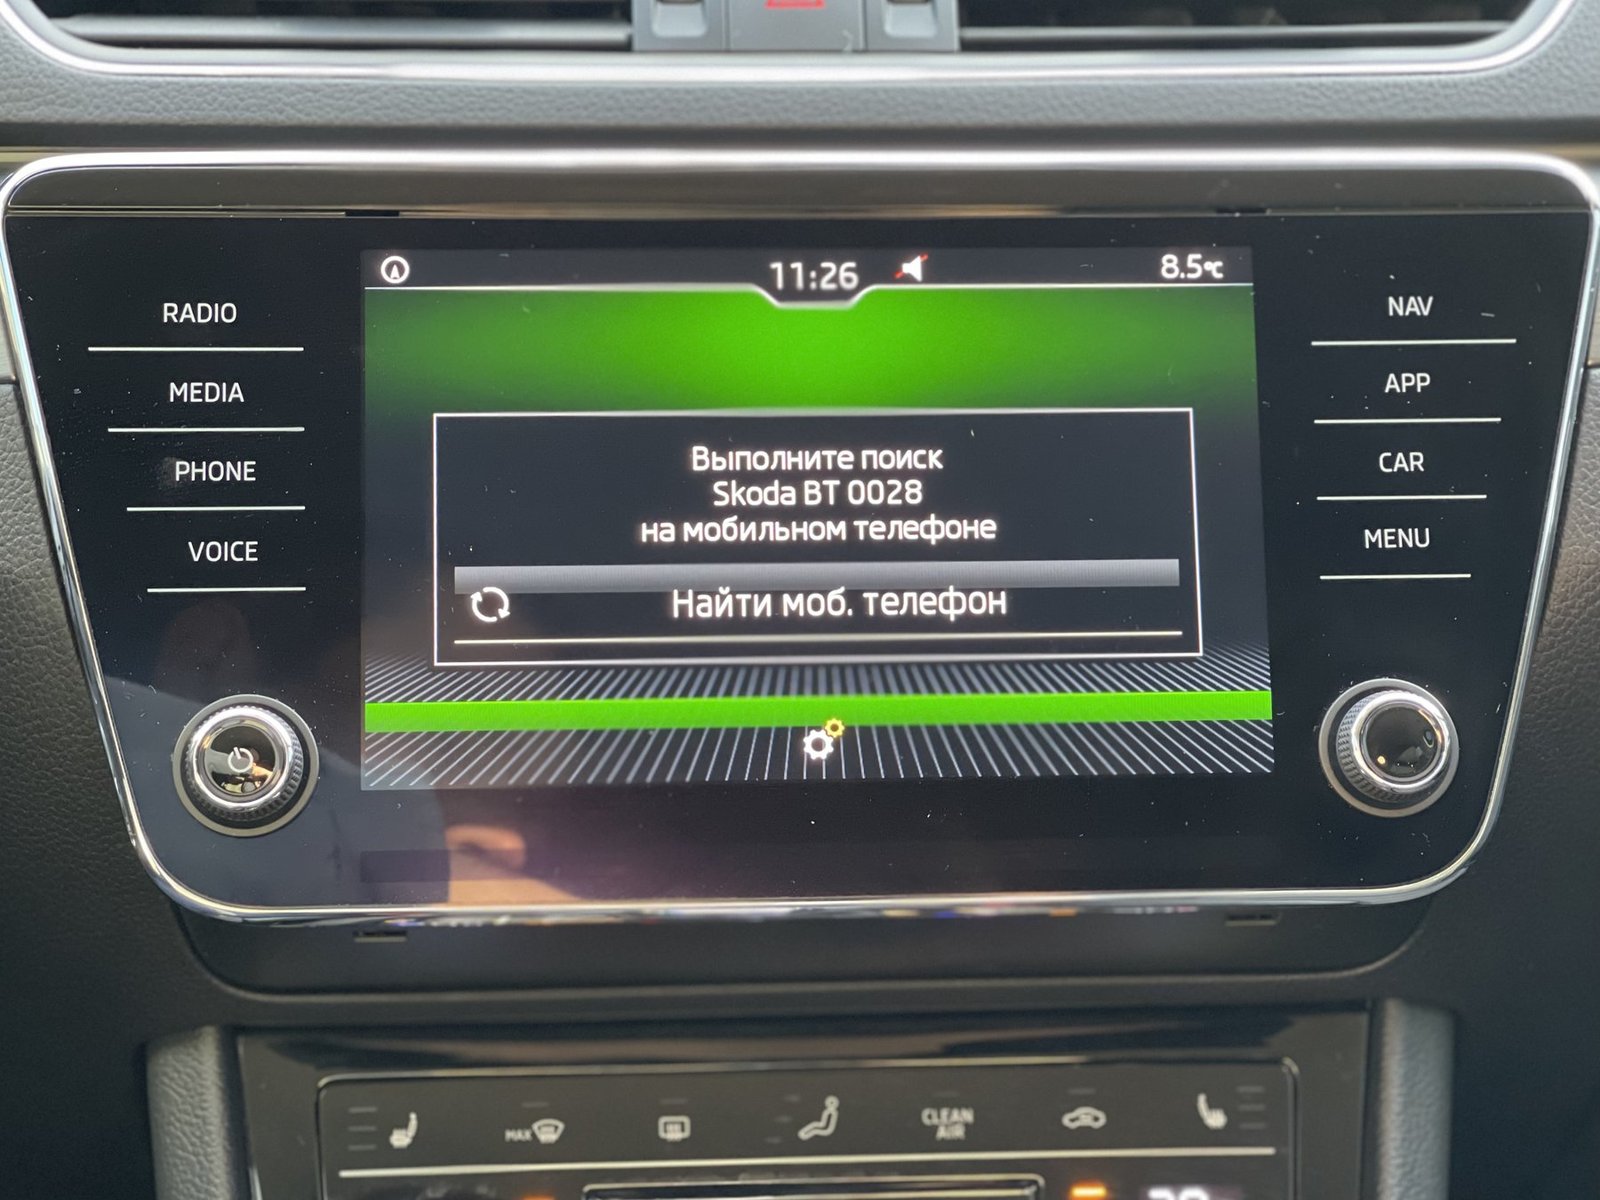 11:26
8.5°C
RADIO
MEDIA
PHONE
VOICE
Выполните поиск
Skoda BT 0028
на мобильном телефоне
Найти моб. телефон
NAV
APP
CAR
MENU
MAX
CLEAN
AIR